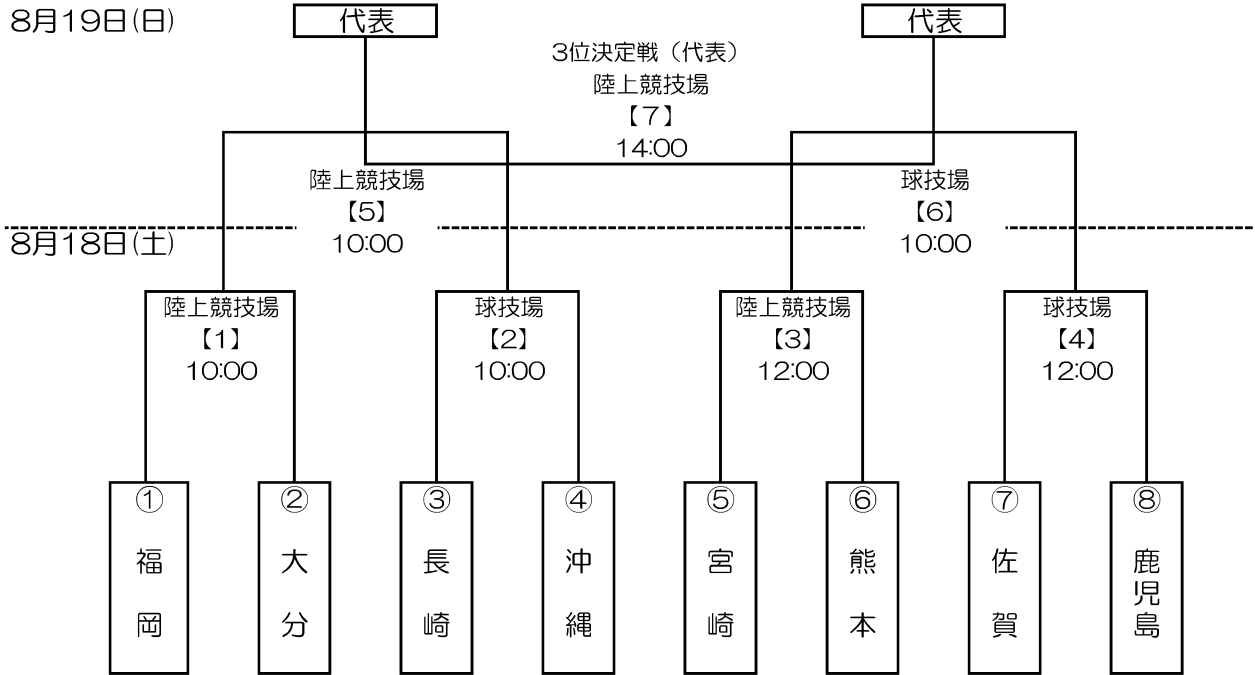 8月19日(日)
代表
代表
3位決定戦（代表）
陸上競技場
【7】
14:00
陸上競技場
【5】
10:00
球技場
【6】
10:00
8月18日(土)
陸上競技場
【1】
10:00
球技場
【2】
10:00
陸上競技場
【3】
12:00
球技場
【4】
12:00
①
福岡
②
大分
③
長崎
④
沖縄
⑤
宮崎
⑥
熊本
⑦
佐賀
⑧
鹿児島